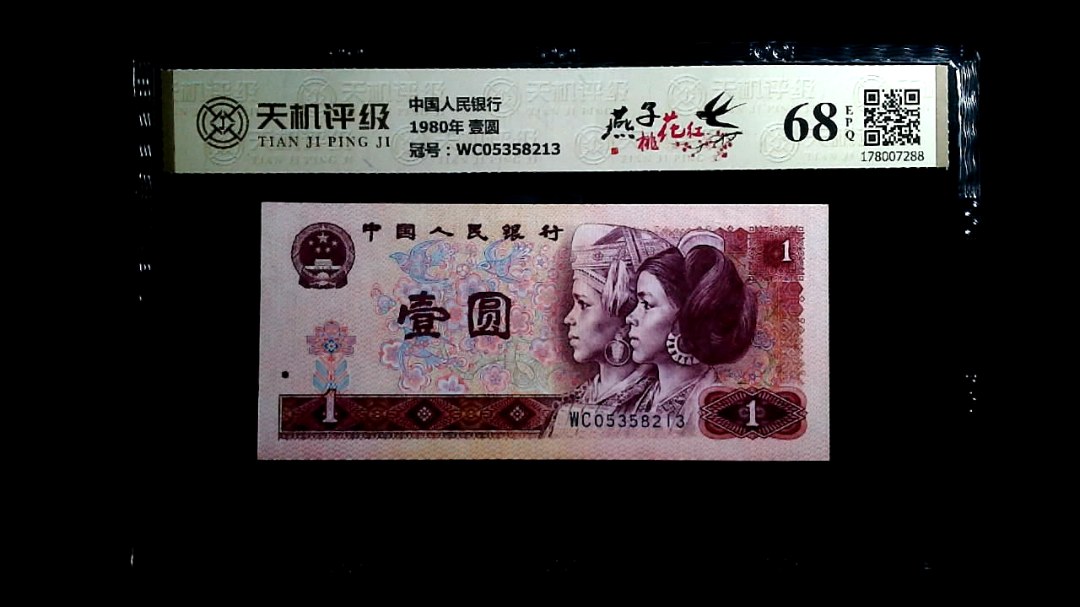 天机评级
TIAN JI-PING JI
中国人民银行
1980年 壹圆
冠号：WC05358213
燕子
桃花红
68
EPQ
178007288
中国人民银行
1
壹圆
1
WC05358213
1